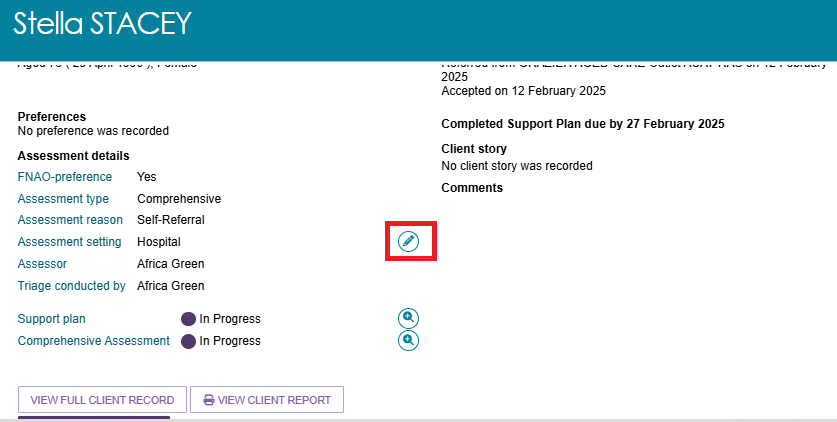 Stella STACEY
2025
Accepted on 12 February 2025
Preferences
No preference was recorded
Completed Support Plan due by 27 February 2025
Assessment details
Client story
FNAO-preference Yes
No client story was recorded
Assessment type Comprehensive
Comments
Assessment reason Self-Referral
Assessment setting Hospital
Assessor Africa Green
Triage conducted by Africa Green
Support plan In Progress
Comprehensive Assessment In Progress
VIEW FULL CLIENT RECORD VIEW CLIENT REPORT